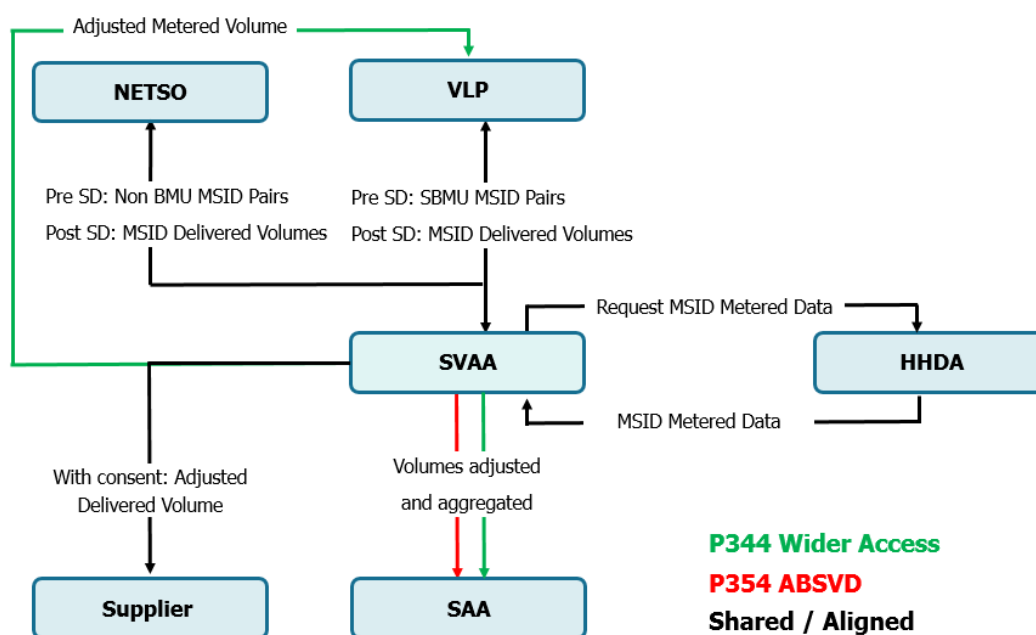 Adjusted Metered Volume
NETSO
VLP
Pre SD: Non BMU MSID Pairs
Post SD: MSID Delivered Volumes
Pre SD: SBMU MSID Pairs
Post SD: MSID Delivered Volumes
Request MSID Metered Data
SVAA
HHDA
MSID Metered Data
With consent: Adjusted
Delivered Volume
Volumes adjusted
and aggregated
Supplier
SAA
P344 Wider Access
P354 ABSVD
Shared / Aligned